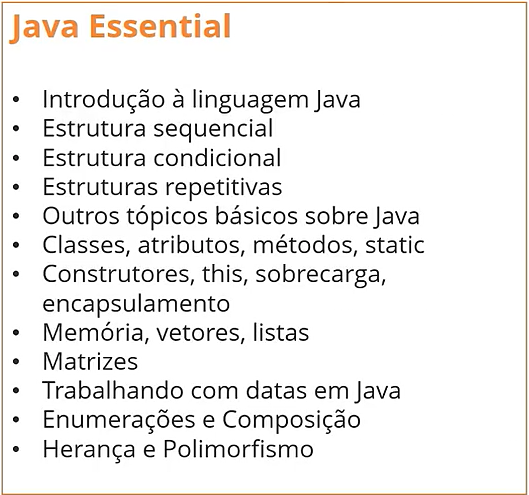 Java Essential
• Introdução à linguagem Java
• Estrutura sequencial
• Estrutura condicional
• Estruturas repetitivas
• Outros tópicos básicos sobre Java
• Classes, atributos, métodos, static
• Construtores, this, sobrecarga,
encapsulamento
• Memória, vetores, listas
• Matrizes
• Trabalhando com datas em Java
• Enumerações e Composição
• Herança e Polimorfismo